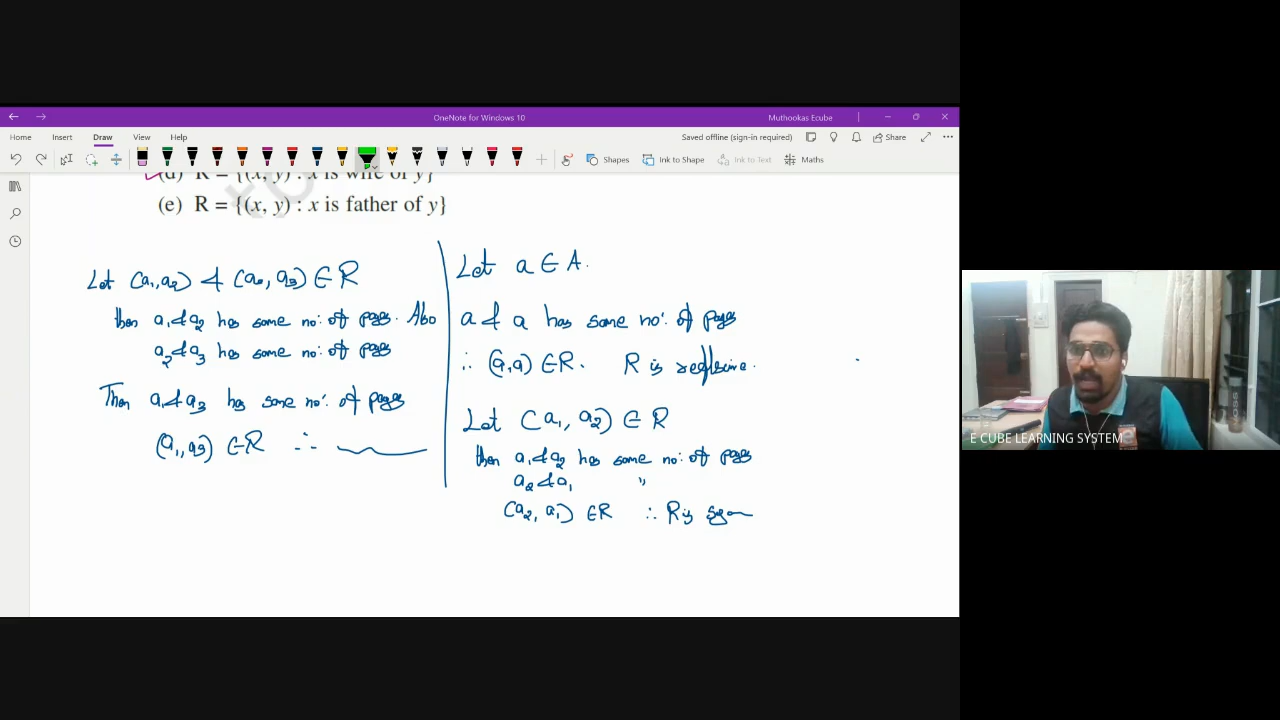 OneNote for Windows 10
Muthookas Ecube
Home Insert Draw View Help
Saved offline (sign-in required)
Share
Shapes
Ink to Shape
Ink to Text
Maths
(d) R = {(x, y) : x is wife of y}
(e) R = {(x, y) : x is father of y}
Let (a₁,a₂) & (a₂, a₃) ∈ R
then a₁ & a₂ has same no: of pages. Also
a₂ & a₃ has same no: of pages
Then a₁ & a₃ has same no: of pages
(a₁, a₃) ∈ R ∴
Let a ∈ A.
a & a has same no: of pages
∴ (a,a) ∈ R. R is reflexive.
Let (a₁, a₂) ∈ R
then a₁ & a₂ has same no: of pages
a₂ & a₁ "
(a₂, a₁) ∈ R ∴ R is sym
E CUBE LEARNING SYSTEM